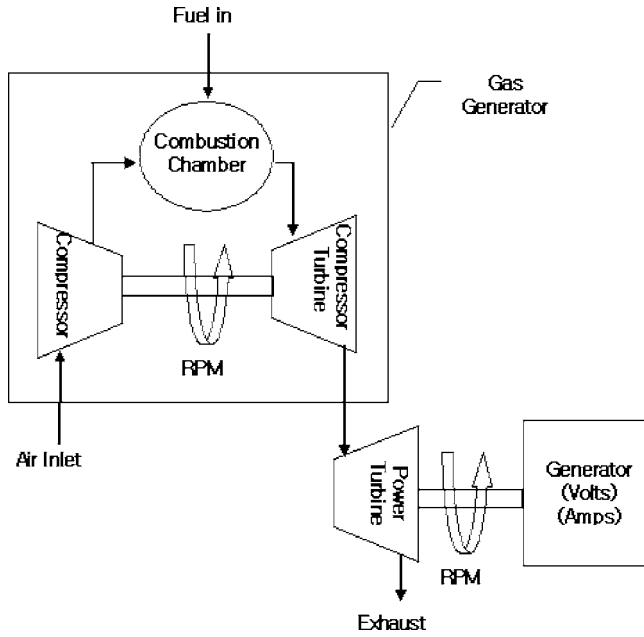 Fuel in
Gas
Generator
Combustion
Chamber
Compressor
Compressor
Turbine
RPM
Air Inlet
Power
Turbine
Generator
(Volts)
(Amps)
RPM
Exhaust